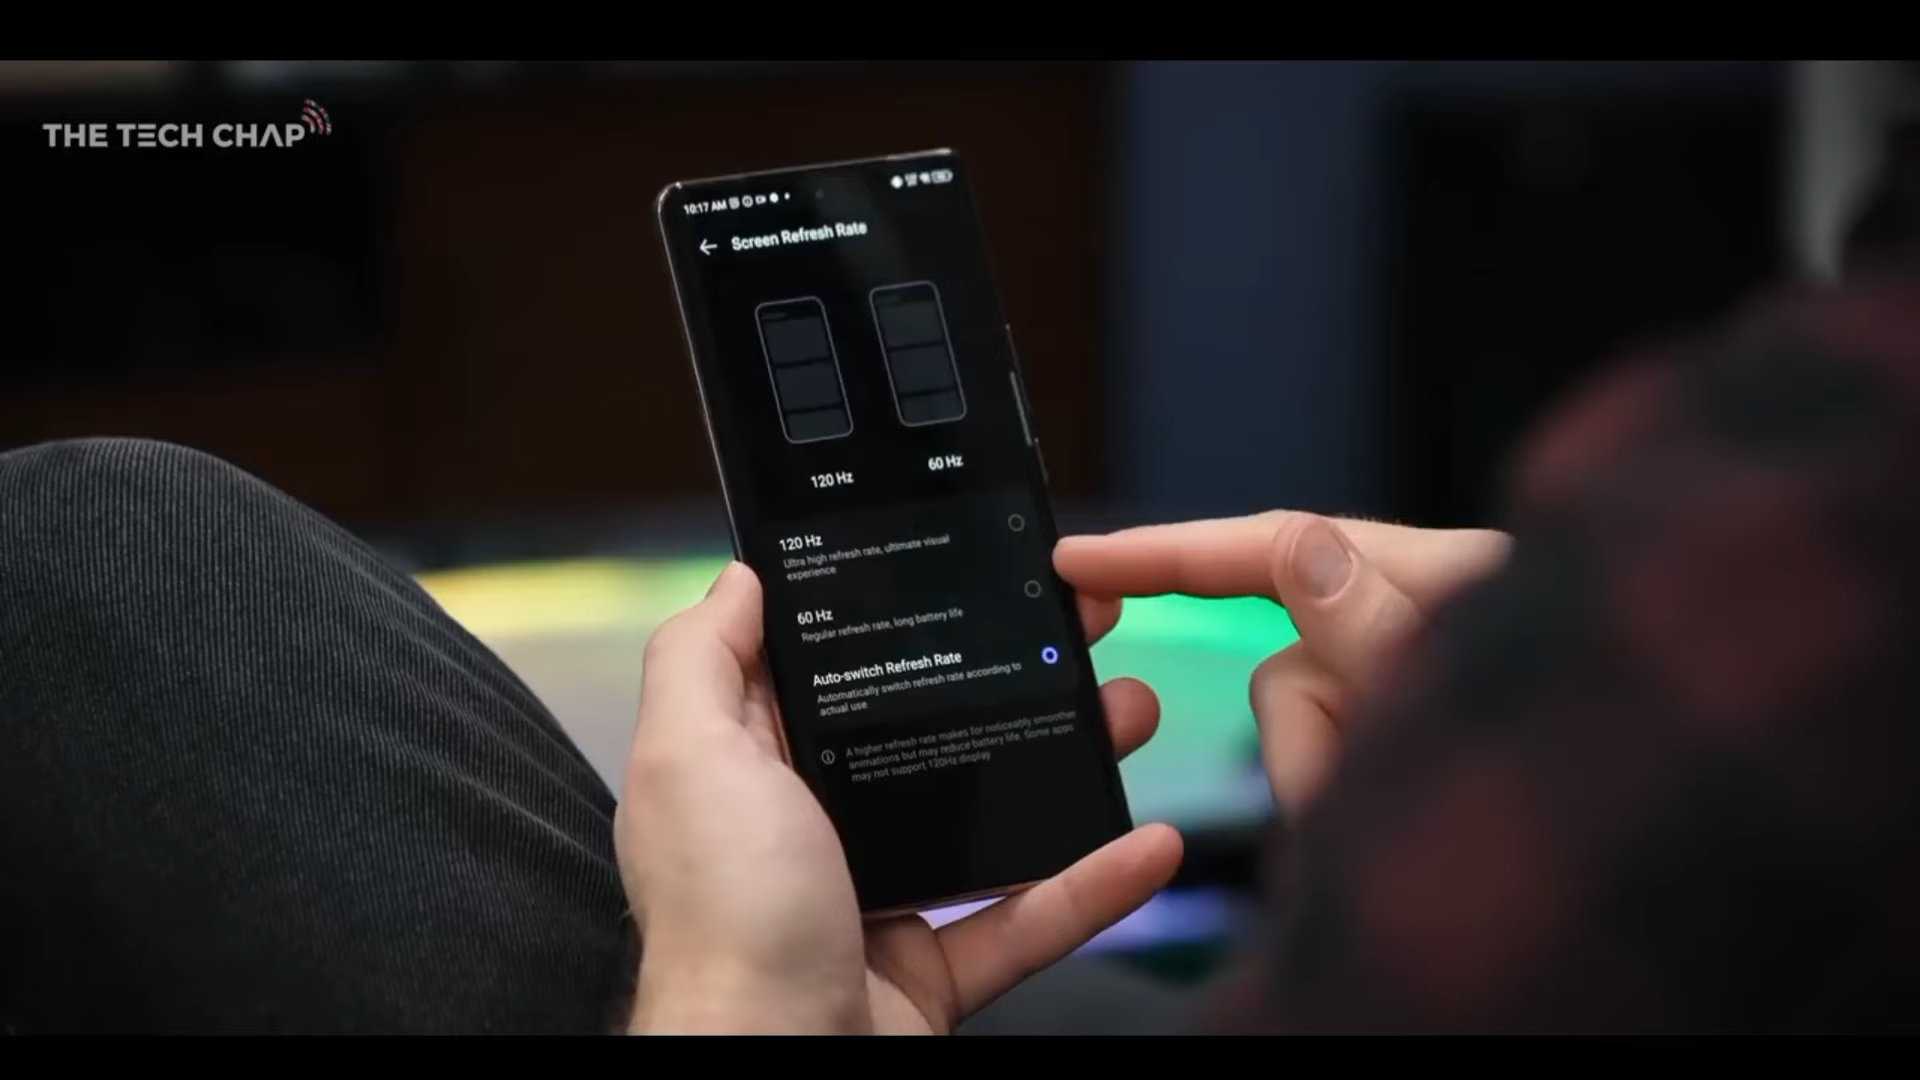 THE TECH CHAP
10:17 AM
Screen Refresh Rate
120 Hz
60 Hz
120 Hz
Ultra high refresh rate, ultimate visual
experience
60 Hz
Regular refresh rate, long battery life
Auto-switch Refresh Rate
Automatically switch refresh rate according to
actual use
A higher refresh rate makes for noticeably smoother
animations but may reduce battery life. Some apps
may not support 120Hz display